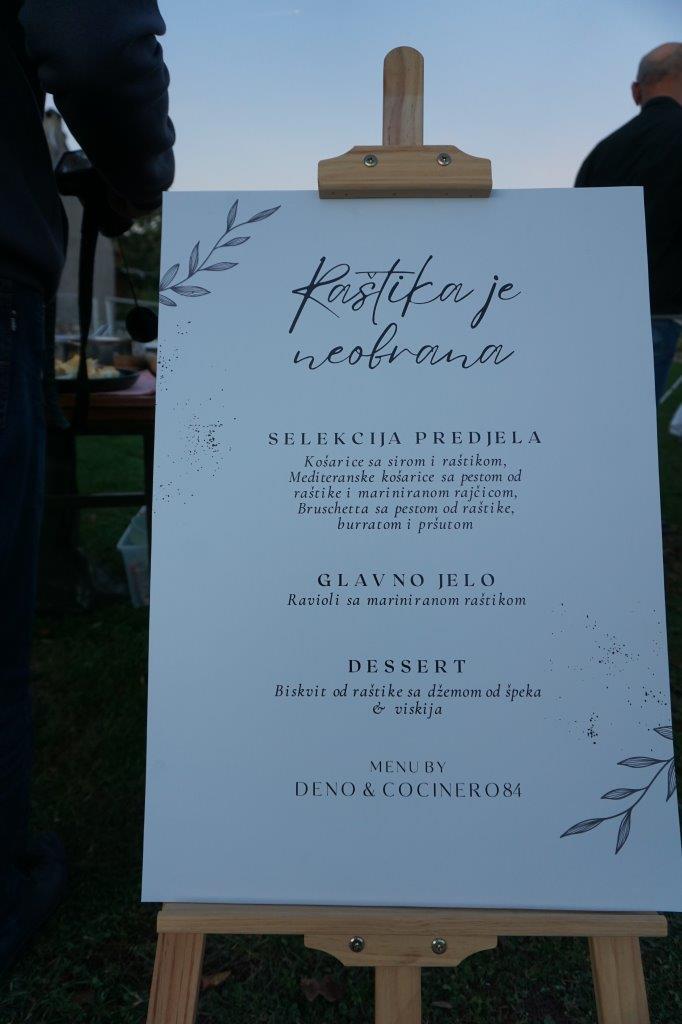 Raštika je
neobrana
SELEKCIJA PREDJELA
Košarice sa sirom i raštikom,
Mediteranske košarice sa pestom od
raštike i mariniranom rajčicom,
Bruschetta sa pestom od raštike,
burratom i pršutom
GLAVNO JELO
Ravioli sa mariniranom raštikom
DESSERT
Biskvit od raštike sa džemom od špeka
& viskija
MENU BY
DENO & COCINERO84